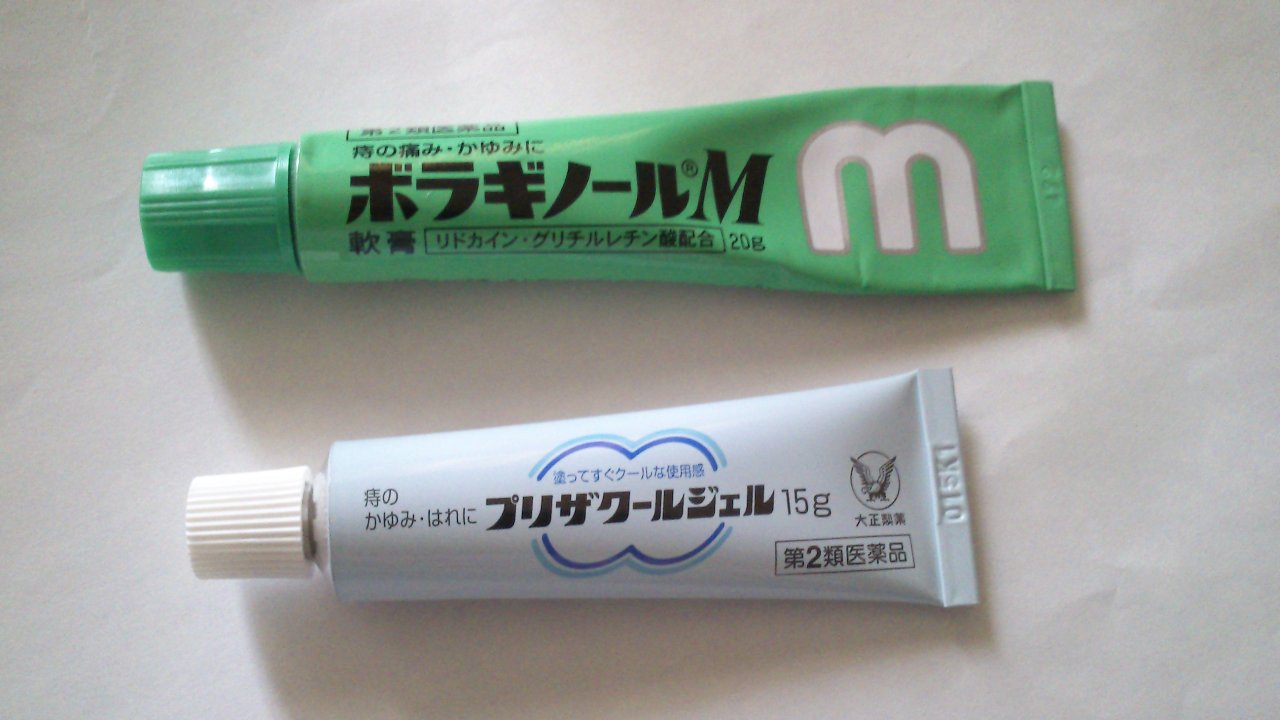 第2類医薬品
痔の痛み・かゆみに
ボラギノール®M
軟膏 リドカイン・グリチルレチン酸配合 20g
m
塗ってすぐクールな使用感
痔の
かゆみ・はれに
プリザクールジェル 15g
大正製薬
第2類医薬品
015K1